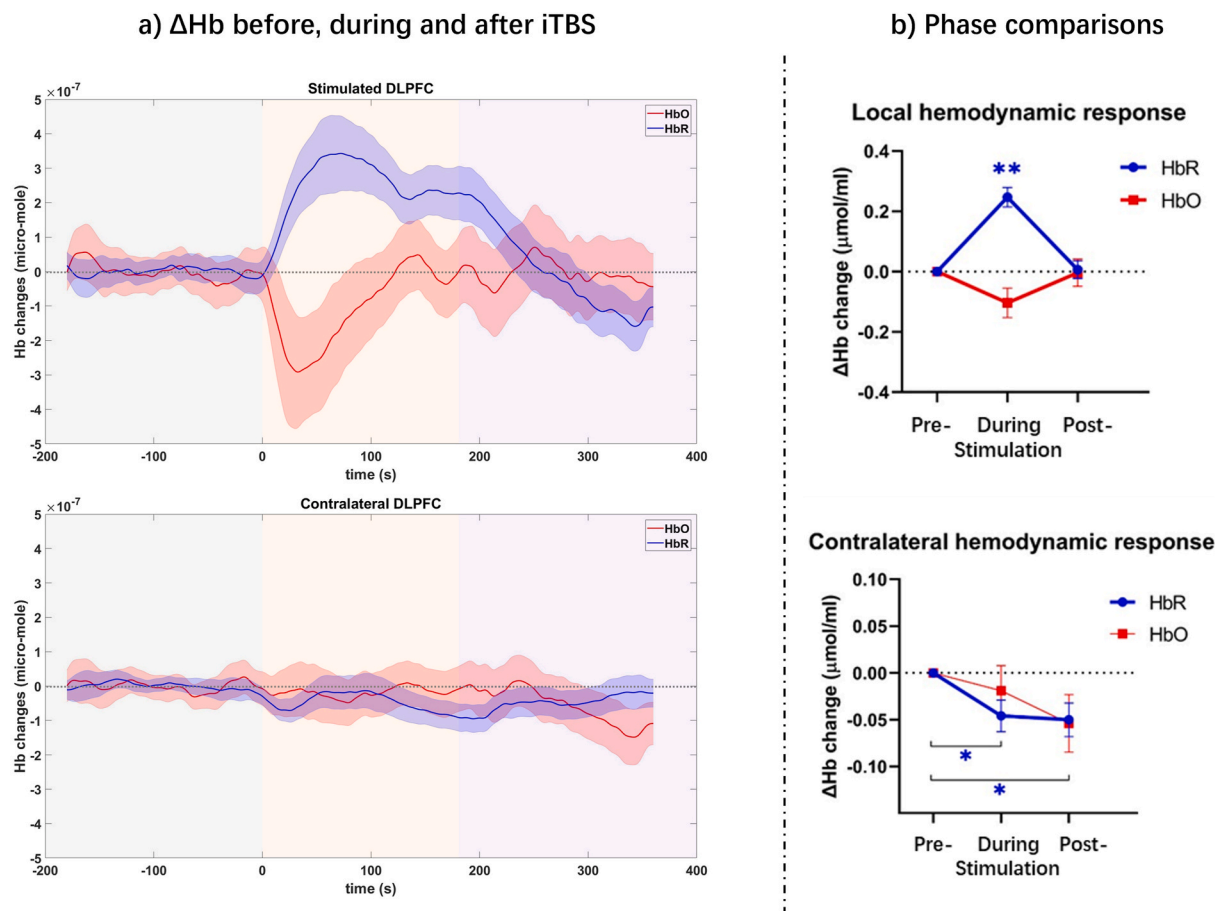 a) ΔHb before, during and after iTBS
b) Phase comparisons
×10⁻⁷
Stimulated DLPFC
HbO
HbR
Hb changes (micro-mole)
5
4
3
2
1
0
-1
-2
-3
-4
-5
-200 -100 0 100 200 300 400
time (s)
×10⁻⁷
Contralateral DLPFC
HbO
HbR
Hb changes (micro-mole)
5
4
3
2
1
0
-1
-2
-3
-4
-5
-200 -100 0 100 200 300 400
time (s)
Local hemodynamic response
HbR
HbO
**
ΔHb change (μmol/ml)
0.4
0.2
0.0
-0.2
-0.4
Pre- During Post-
Stimulation
Contralateral hemodynamic response
HbR
HbO
ΔHb change (μmol/ml)
0.10
0.05
0.00
-0.05
-0.10
*
*
Pre- During Post-
Stimulation